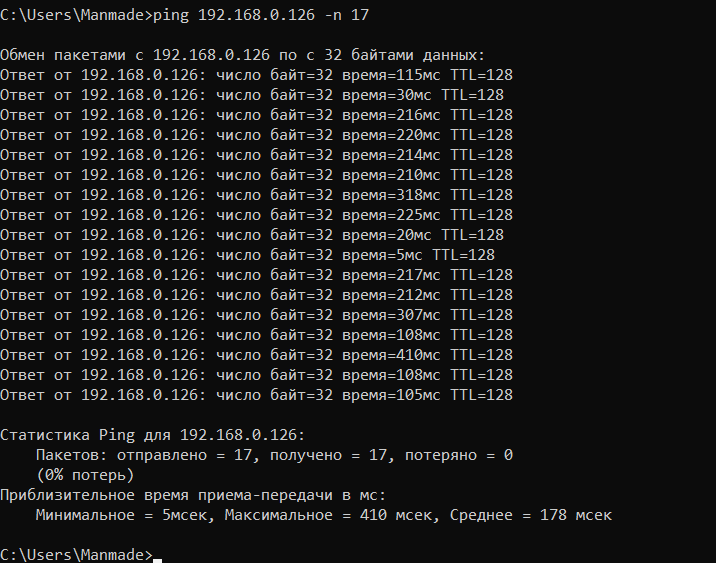 C:\Users\Manmade>ping 192.168.0.126 -n 17
Обмен пакетами с 192.168.0.126 по с 32 байтами данных:
Ответ от 192.168.0.126: число байт=32 время=115мс TTL=128
Ответ от 192.168.0.126: число байт=32 время=30мс TTL=128
Ответ от 192.168.0.126: число байт=32 время=216мс TTL=128
Ответ от 192.168.0.126: число байт=32 время=220мс TTL=128
Ответ от 192.168.0.126: число байт=32 время=214мс TTL=128
Ответ от 192.168.0.126: число байт=32 время=210мс TTL=128
Ответ от 192.168.0.126: число байт=32 время=318мс TTL=128
Ответ от 192.168.0.126: число байт=32 время=225мс TTL=128
Ответ от 192.168.0.126: число байт=32 время=20мс TTL=128
Ответ от 192.168.0.126: число байт=32 время=5мс TTL=128
Ответ от 192.168.0.126: число байт=32 время=217мс TTL=128
Ответ от 192.168.0.126: число байт=32 время=212мс TTL=128
Ответ от 192.168.0.126: число байт=32 время=307мс TTL=128
Ответ от 192.168.0.126: число байт=32 время=108мс TTL=128
Ответ от 192.168.0.126: число байт=32 время=410мс TTL=128
Ответ от 192.168.0.126: число байт=32 время=108мс TTL=128
Ответ от 192.168.0.126: число байт=32 время=105мс TTL=128
Статистика Ping для 192.168.0.126:
Пакетов: отправлено = 17, получено = 17, потеряно = 0
(0% потерь)
Приблизительное время приема-передачи в мс:
Минимальное = 5мсек, Максимальное = 410 мсек, Среднее = 178 мсек
C:\Users\Manmade>